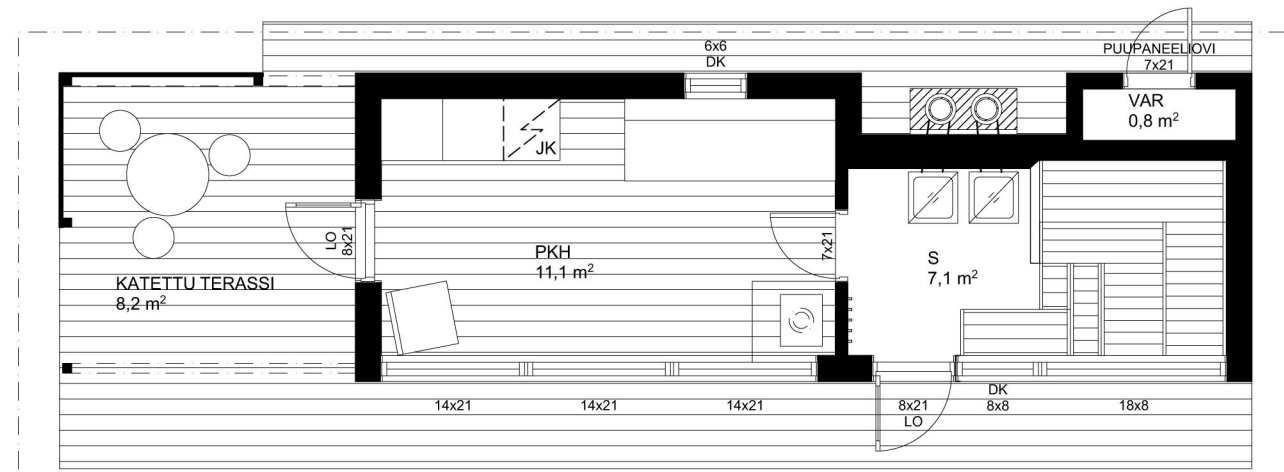 6x6
DK
PUUPANEELIOVI
7x21
VAR
0,8 m²
JK
LO
8x21
7x21
PKH
11,1 m²
S
7,1 m²
KATETTU TERASSI
8,2 m²
14x21
14x21
14x21
8x21
LO
DK
8x8
18x8